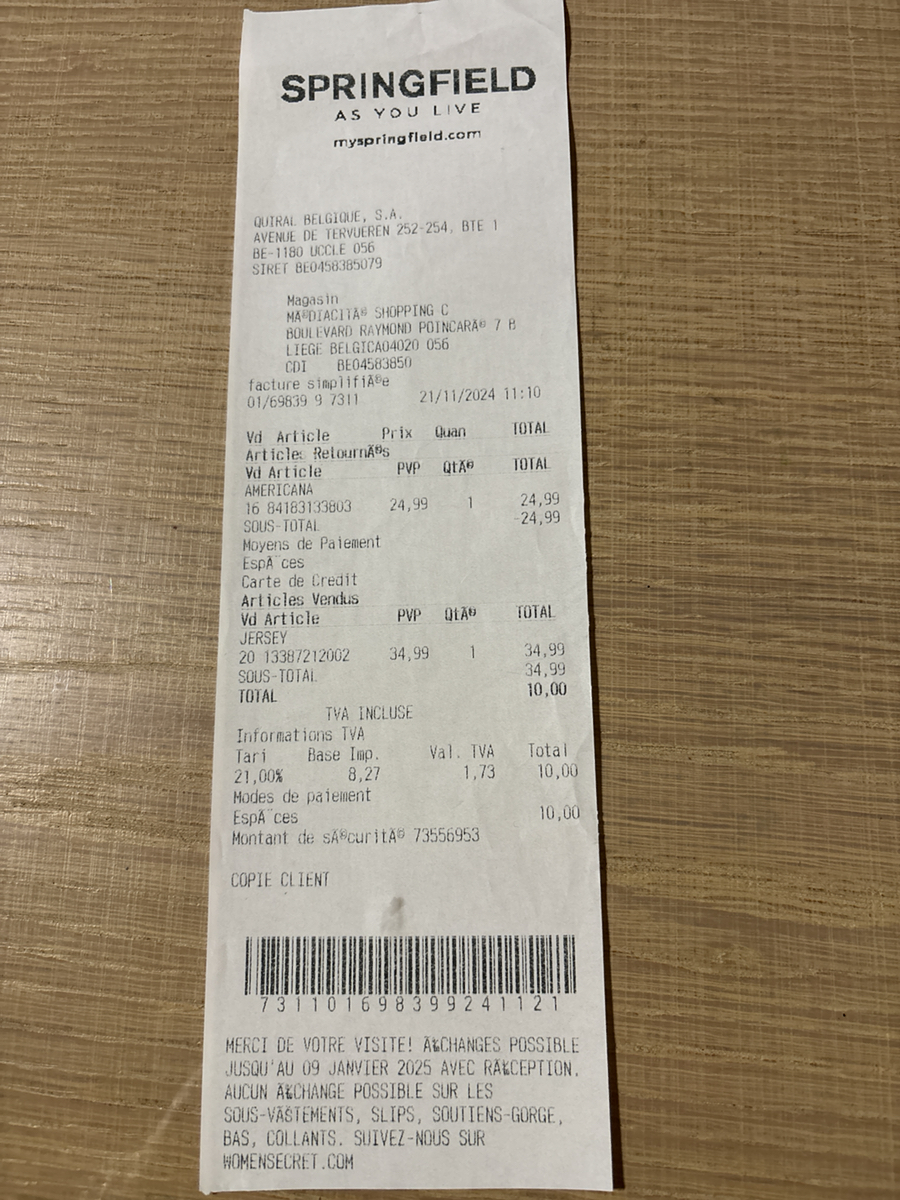 SPRINGFIELD
AS YOU LIVE
myspringfield.com
QUIRAL BELGIQUE, S.A.
AVENUE DE TERVUEREN 252-254, BTE 1
BE-1180 UCCLE 056
SIRET BE0458385079
Magasin
MÃ©DIACITÃ© SHOPPING C
BOULEVARD RAYMOND POINCARÃ© 7 B
LIEGE BELGICA04020 056
CDI BE04583850
facture simplifiÃ©e
01/69839 9 7311 21/11/2024 11:10
Vd Article Prix Quan TOTAL
Articles RetournÃ©s
Vd Article PVP QtÃ© TOTAL
AMERICANA
16 84183133803 24,99 1 24,99
SOUS-TOTAL -24,99
Moyens de Paiement
EspÃ¨ces
Carte de Credit
Articles Vendus
Vd Article PVP QtÃ© TOTAL
JERSEY
20 13387212002 34,99 1 34,99
SOUS-TOTAL 34,99
TOTAL 10,00
TVA INCLUSE
Informations TVA
Tari Base Imp. Val. TVA Total
21,00% 8,27 1,73 10,00
Modes de paiement
EspÃ¨ces 10,00
Montant de sÃ©curitÃ© 73556953
COPIE CLIENT
731101698399241121
MERCI DE VOTRE VISITE! Ã‰CHANGES POSSIBLE
JUSQU'AU 09 JANVIER 2025 AVEC RÃ‰CEPTION.
AUCUN Ã‰CHANGE POSSIBLE SUR LES
SOUS-VÃŠTEMENTS, SLIPS, SOUTIENS-GORGE,
BAS, COLLANTS. SUIVEZ-NOUS SUR
WOMENSECRET.COM